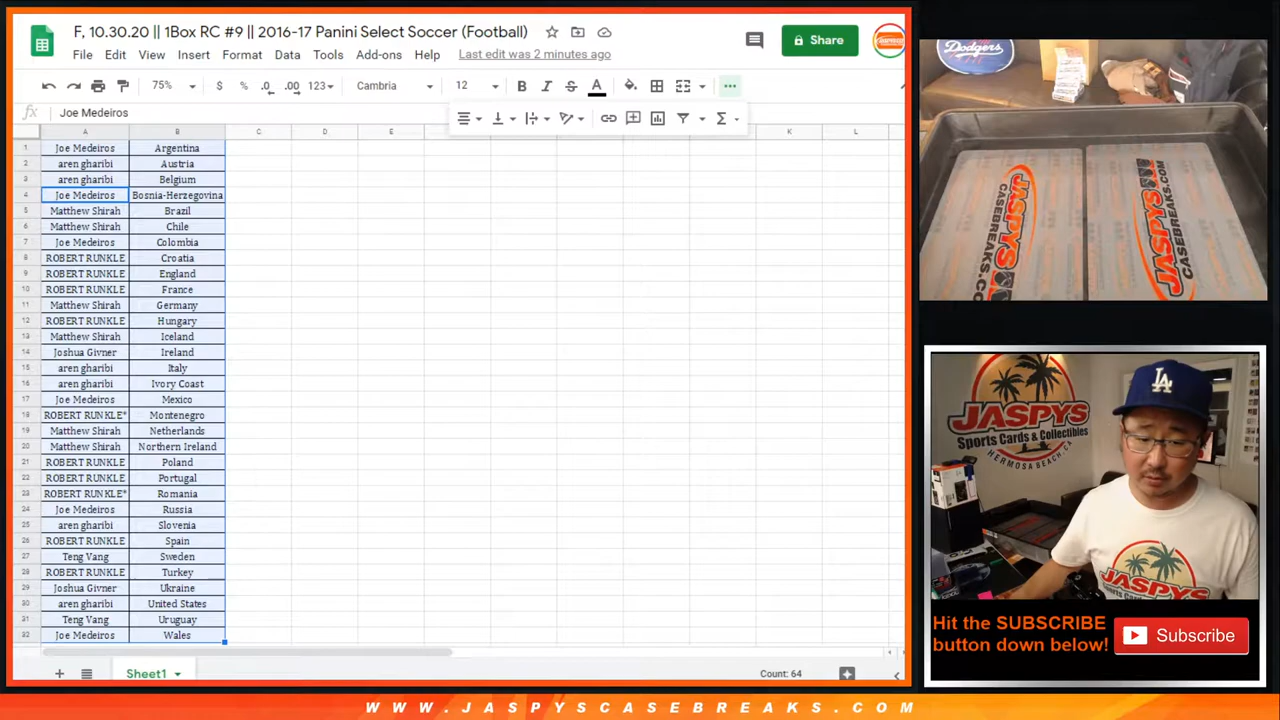 F, 10.30.20 || 1Box RC #9 || 2016-17 Panini Select Soccer (Football)
File Edit View Insert Format Data Tools Add-ons Help Last edit was 2 minutes ago
Share
75% $ % .0 .00 123 Cambria 12 B I S A
fx Joe Medeiros
A B C D E K L
1 Joe Medeiros Argentina
2 aren gharibi Austria
3 aren gharibi Belgium
4 Joe Medeiros Bosnia-Herzegovina
5 Matthew Shirah Brazil
6 Matthew Shirah Chile
7 Joe Medeiros Colombia
8 ROBERT RUNKLE Croatia
9 ROBERT RUNKLE England
10 ROBERT RUNKLE France
11 Matthew Shirah Germany
12 ROBERT RUNKLE Hungary
13 Matthew Shirah Iceland
14 Joshua Givner Ireland
15 aren gharibi Italy
16 aren gharibi Ivory Coast
17 Joe Medeiros Mexico
18 ROBERT RUNKLE* Montenegro
19 Matthew Shirah Netherlands
20 Matthew Shirah Northern Ireland
21 ROBERT RUNKLE Poland
22 ROBERT RUNKLE Portugal
23 ROBERT RUNKLE* Romania
24 Joe Medeiros Russia
25 aren gharibi Slovenia
26 ROBERT RUNKLE Spain
27 Teng Vang Sweden
28 ROBERT RUNKLE Turkey
29 Joshua Givner Ukraine
30 aren gharibi United States
31 Teng Vang Uruguay
32 Joe Medeiros Wales
Sheet1
Count: 64
Dodgers
JASPYS
CASEBREAKS.CO
JASPYS
CASEBREAKS.COM
JASPYS
Sports Cards & Collectibles
HERMOSA BEACH, CA
LA
JASPYS
Hit the SUBSCRIBE
button down below!
Subscribe
WWW.JASPYSCASEBREAKS.COM